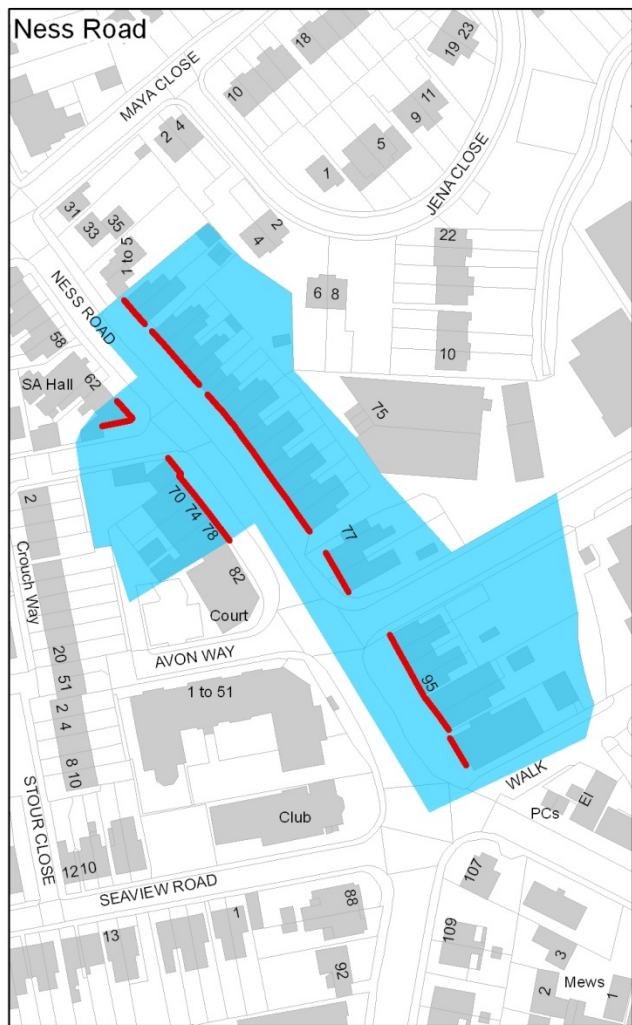 Ness Road
MAYA CLOSE
18
19 23
10
11
9
5
2 4
1
JENA CLOSE
31
33
35
1 to 5
2
4
22
6 8
NESS ROAD
58
10
62
SA Hall
75
70 74 78
77
2
82
Crouch Way
Court
AVON WAY
95
20 51
1 to 51
2 4
8 10
WALK
STOUR CLOSE
Club
PCs
El
12 10
SEAVIEW ROAD
107
88
1
13
109
92
3
Mews
2
1